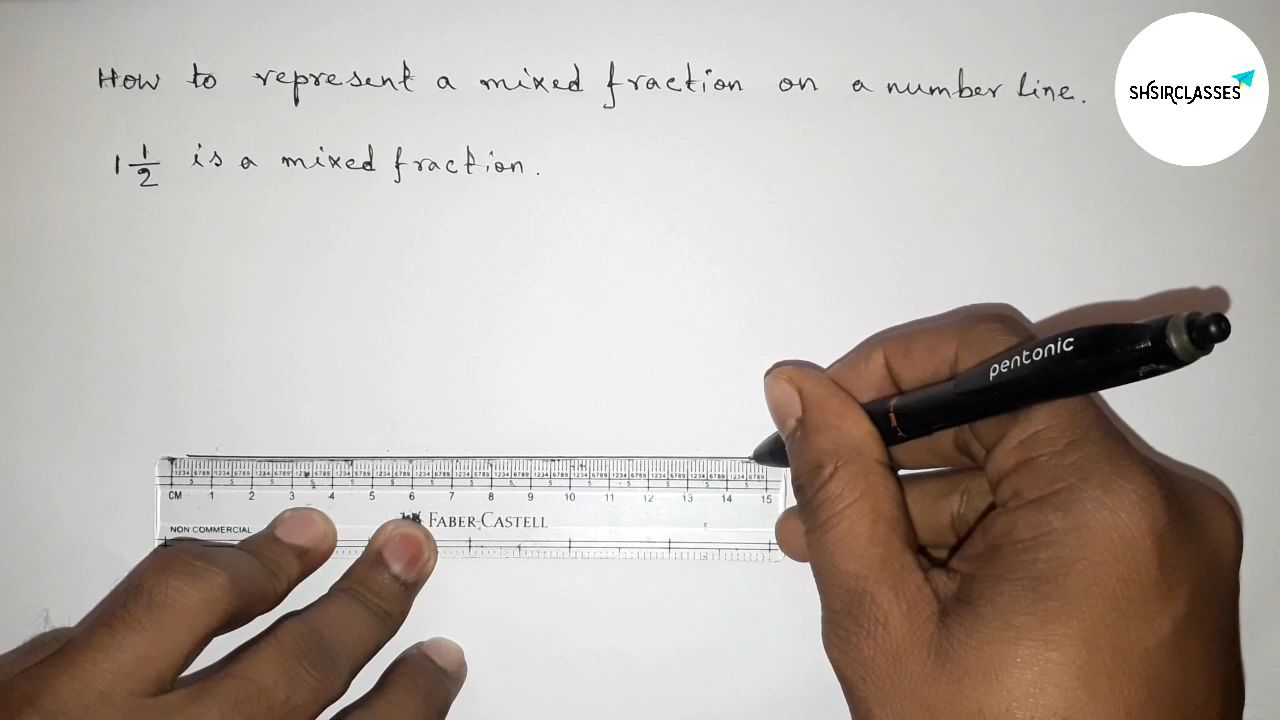 How to represent a mixed fraction on a number line.
SHSIRCLASSES
1 1/2 is a mixed fraction.
pentonic
CM 1 2 3 4 5 6 7 8 9 10 11 12 13 14 15
FABER-CASTELL
NON COMMERCIAL